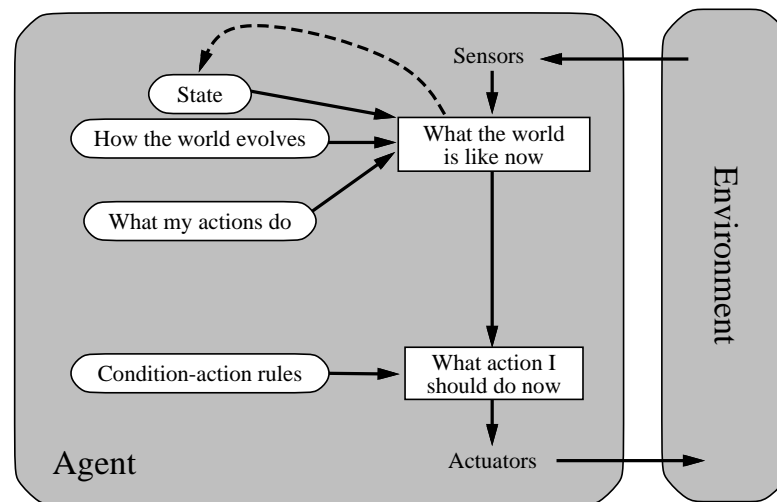 Sensors
State
How the world evolves
What the world
is like now
What my actions do
Environment
Condition-action rules
What action I
should do now
Agent
Actuators